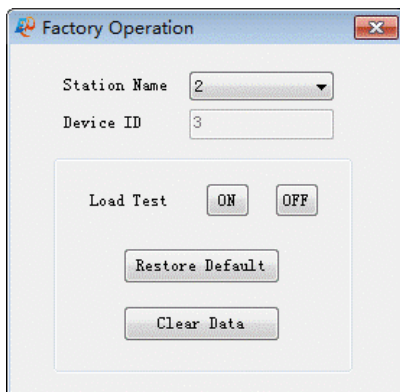 Factory Operation
Station Name 2
Device ID 3
Load Test ON OFF
Restore Default
Clear Data